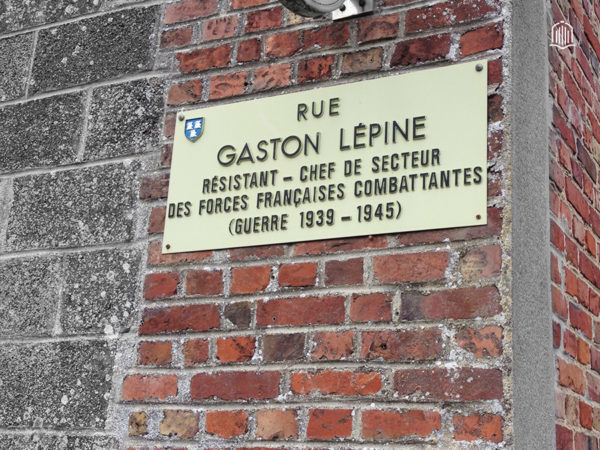 RUE
GASTON LÉPINE
RÉSISTANT - CHEF DE SECTEUR
DES FORCES FRANÇAISES COMBATTANTES
(GUERRE 1939 - 1945)